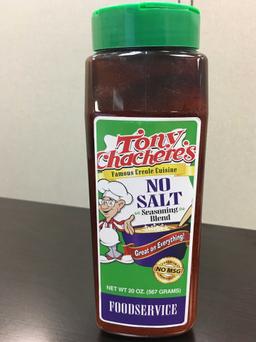 Tony
Chachere's
Famous Creole Cuisine
NO
SALT
Seasoning
Blend
Great on Everything!
NO MSG
NET WT 20 OZ. (567 GRAMS)
FOODSERVICE